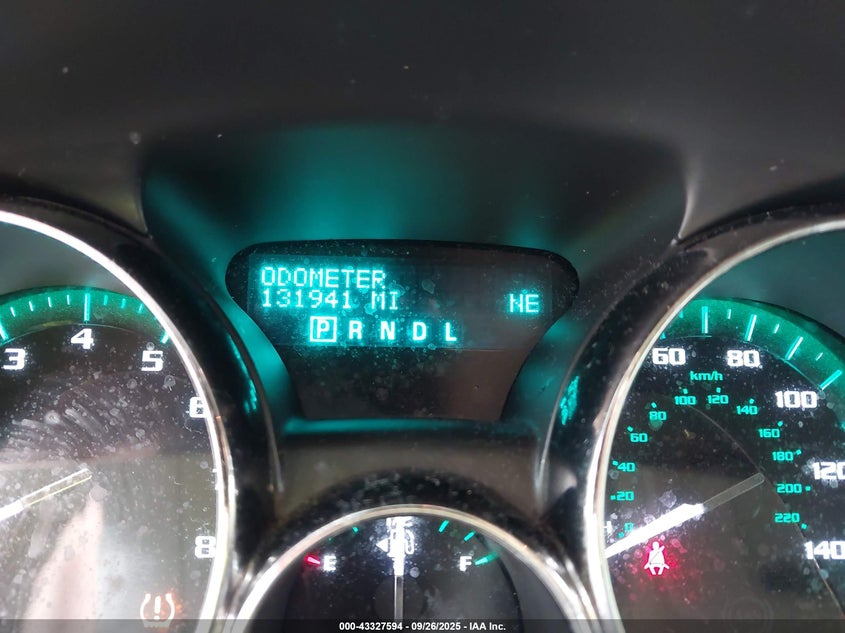 ODOMETER
131941 MI NE
P R N D L
3 4 5 6 8
60 80 100 120 140
km/h
20 40 60 80 100 120 140 160 180 200 220
E F
000-43327594 - 09/26/2025 - IAA Inc.